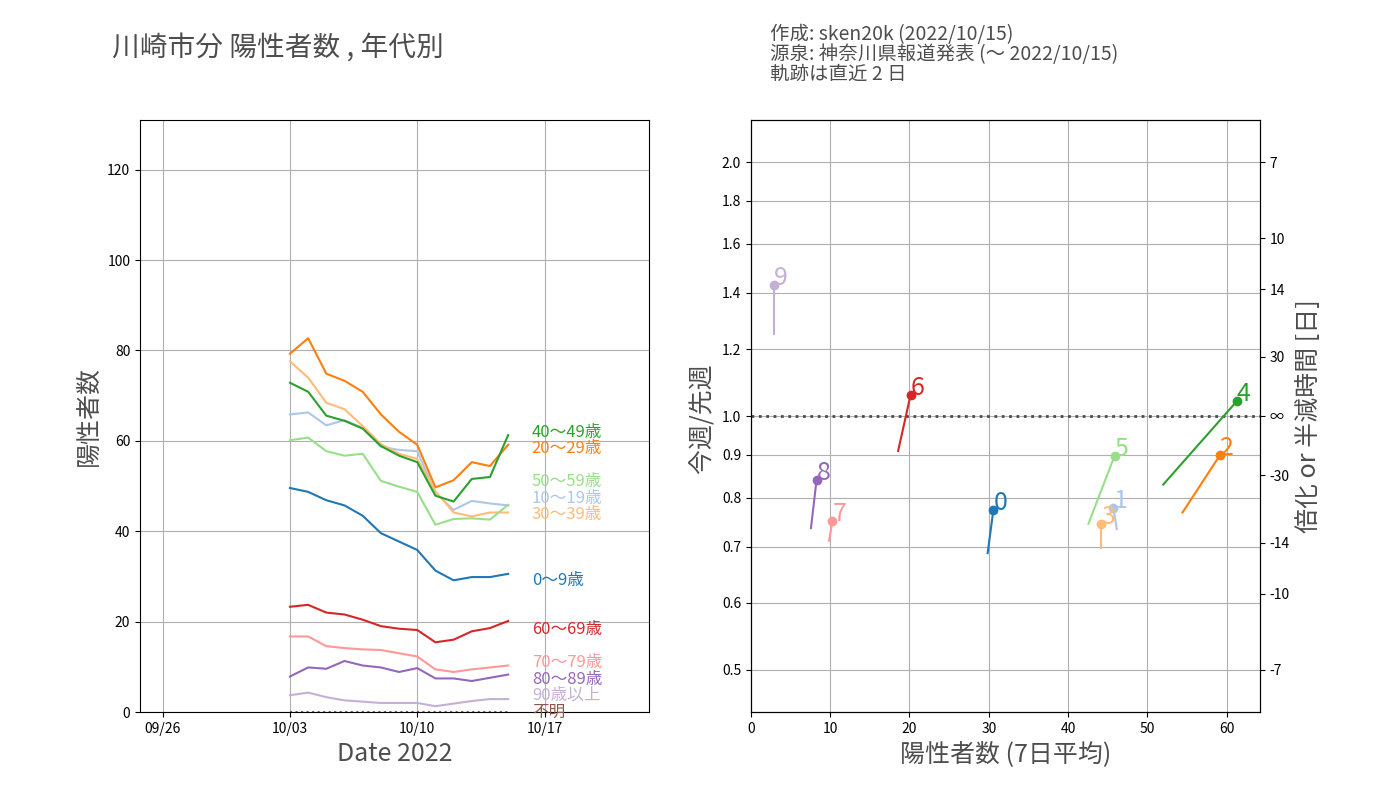 川崎市分 陽性者数 , 年代別
作成: sken20k (2022/10/15)
源泉: 神奈川県報道発表 (～ 2022/10/15)
軌跡は直近 2 日
陽性者数
120
100
80
60
40
20
0
09/26
10/03
10/10
10/17
Date 2022
40～49歳
20～29歳
50～59歳
10～19歳
30～39歳
0～9歳
60～69歳
70～79歳
80～89歳
90歳以上
不明
今週/先週
2.0
1.8
1.6
1.4
1.2
1.0
0.9
0.8
0.7
0.6
0.5
9
6
4
2
5
8
1
0
3
7
0
10
20
30
40
50
60
陽性者数 (7日平均)
7
10
14
30
∞
-30
-14
-10
-7
倍化 or 半減時間 [日]